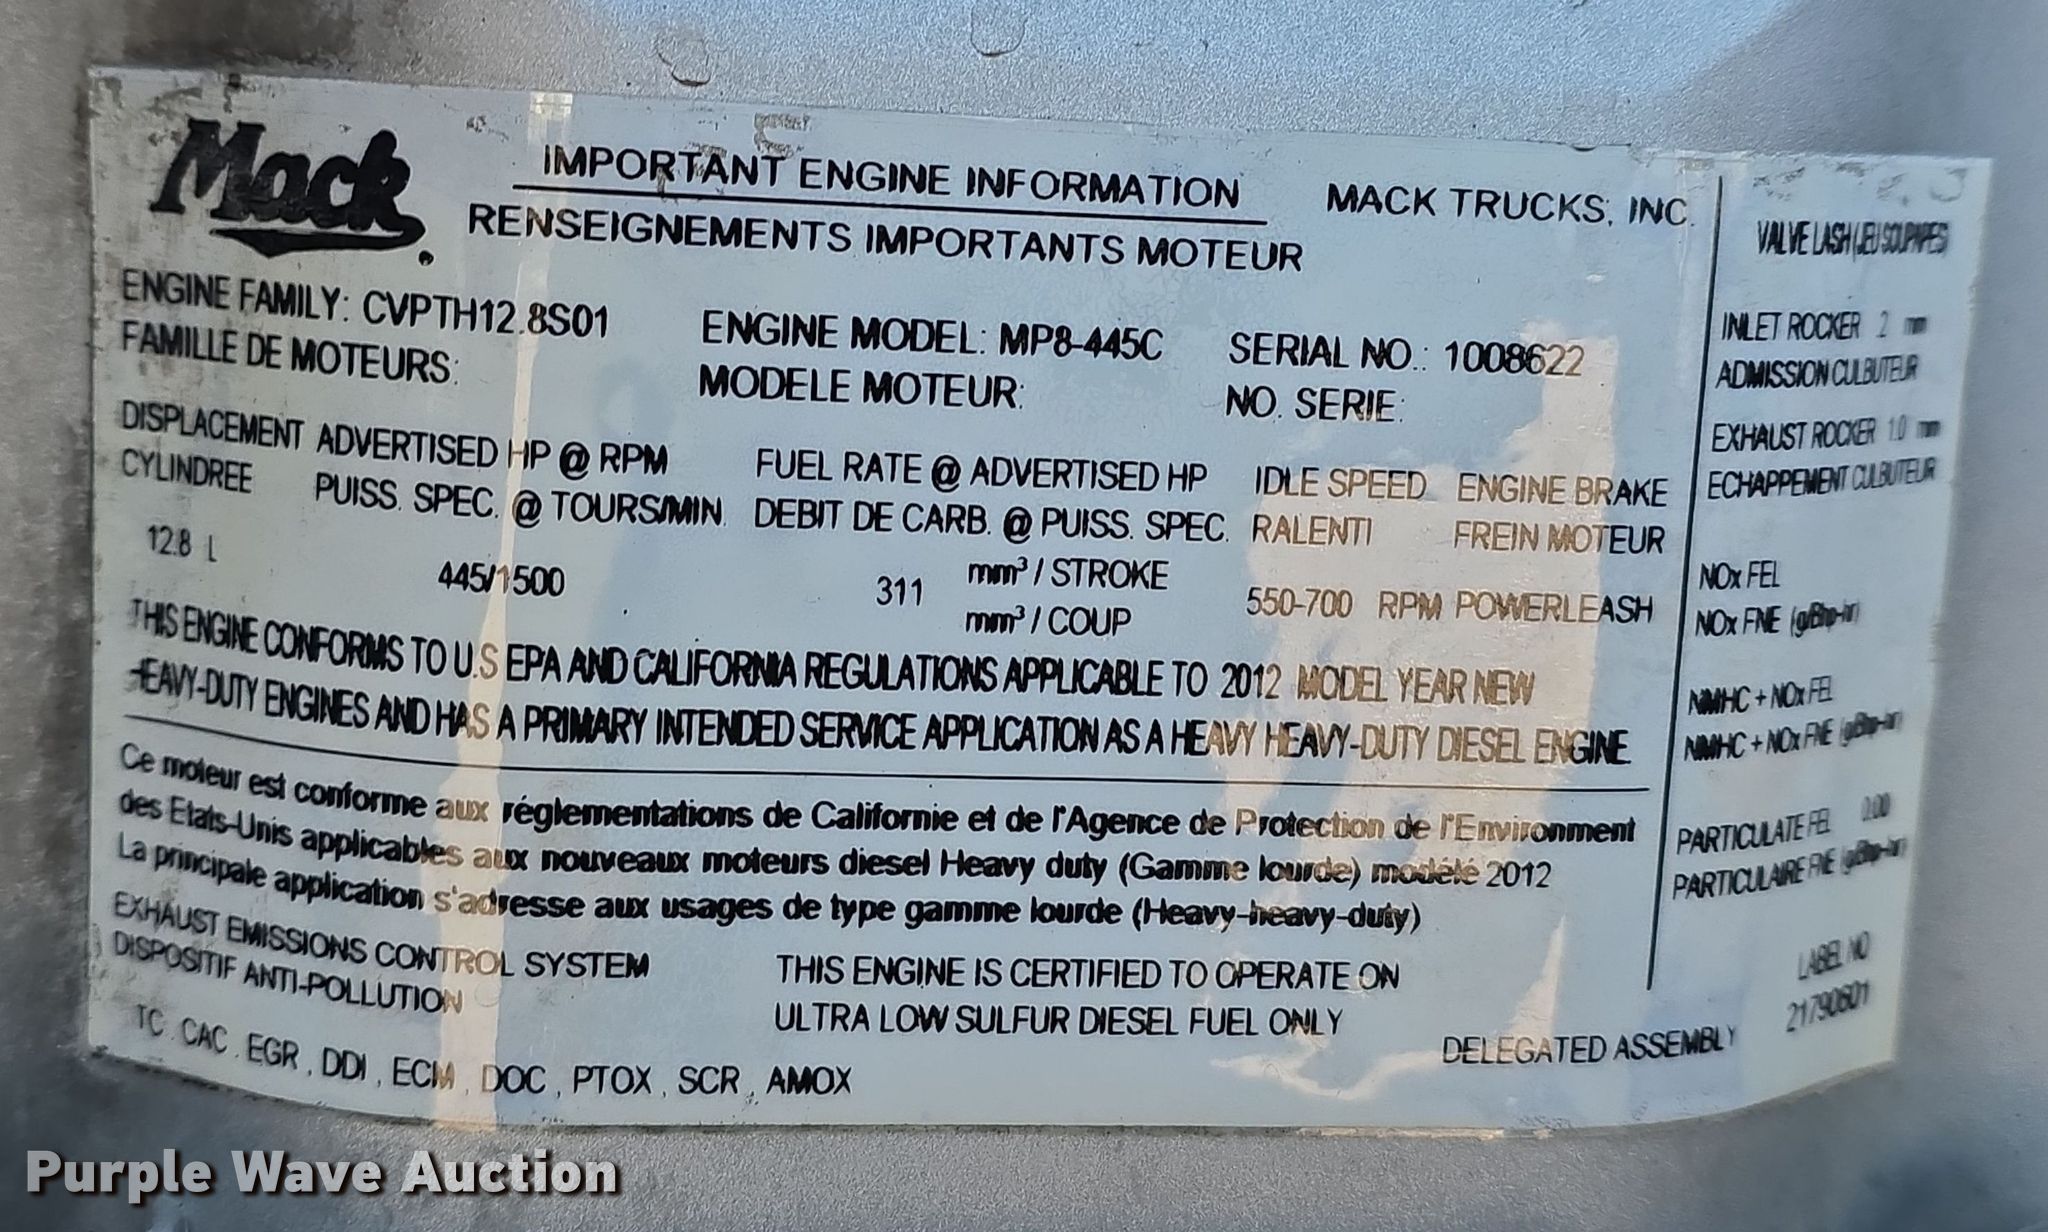 Mack
IMPORTANT ENGINE INFORMATION
MACK TRUCKS, INC.
RENSEIGNEMENTS IMPORTANTS MOTEUR
ENGINE FAMILY: CVPTH12.8S01
FAMILLE DE MOTEURS:
ENGINE MODEL: MP8-445C
MODELE MOTEUR:
SERIAL NO.: 1008622
NO. SERIE:
DISPLACEMENT
CYLINDREE
12.8 L
ADVERTISED HP @ RPM
PUISS. SPEC. @ TOURS/MIN.
445/1500
FUEL RATE @ ADVERTISED HP
DEBIT DE CARB. @ PUISS. SPEC.
311 mm³ / STROKE
mm³ / COUP
IDLE SPEED
RALENTI
550-700 RPM
ENGINE BRAKE
FREIN MOTEUR
POWERLEASH
THIS ENGINE CONFORMS TO U.S EPA AND CALIFORNIA REGULATIONS APPLICABLE TO 2012 MODEL YEAR NEW
HEAVY-DUTY ENGINES AND HAS A PRIMARY INTENDED SERVICE APPLICATION AS A HEAVY HEAVY-DUTY DIESEL ENGINE
Ce moteur est conforme aux réglementations de Californie et de l'Agence de Protection de l'Environment
des Etats-Unis applicables aux nouveaux moteurs diesel Heavy duty (Gamme lourde) modélé 2012
La principale application s'adresse aux usages de type gamme lourde (Heavy-heavy-duty)
EXHAUST EMISSIONS CONTROL SYSTEM
DISPOSITIF ANTI-POLLUTION
TC , CAC , EGR , DDI , ECM , DOC , PTOX , SCR , AMOX
THIS ENGINE IS CERTIFIED TO OPERATE ON
ULTRA LOW SULFUR DIESEL FUEL ONLY
DELEGATED ASSEMBLY
VALVE LASH (JEU SOUPAPES)
INLET ROCKER 2 mm
ADMISSION CULBUTEUR
EXHAUST ROCKER 1.0 mm
ECHAPPEMENT CULBUTEUR
NOx FEL
NOx FNE (g/Bhp-hr)
NMHC + NOx FEL
NMHC + NOx FNE (g/Bhp-hr)
PARTICULATE FEL 0.00
PARTICULAIRE FNE (g/Bhp-hr)
LABEL NO
21790601
Purple Wave Auction